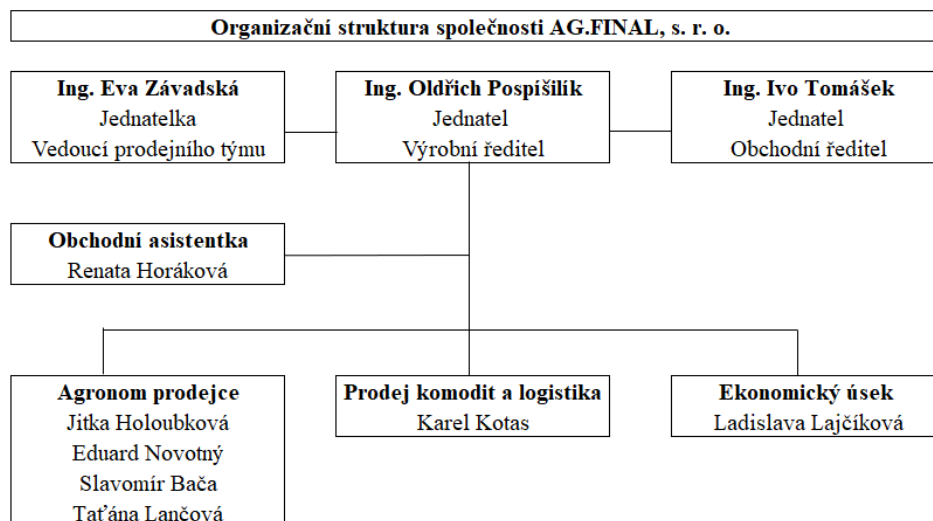 Organizační struktura společnosti AG.FINAL, s. r. o.
Ing. Eva Závadská
Jednatelka
Vedoucí prodejního týmu
Ing. Oldřich Pospíšilík
Jednatel
Výrobní ředitel
Ing. Ivo Tomášek
Jednatel
Obchodní ředitel
Obchodní asistentka
Renata Horáková
Agronom prodejce
Jitka Holoubková
Eduard Novotný
Slavomír Bača
Taťána Lančová
Prodej komodit a logistika
Karel Kotas
Ekonomický úsek
Ladislava Lajčíková